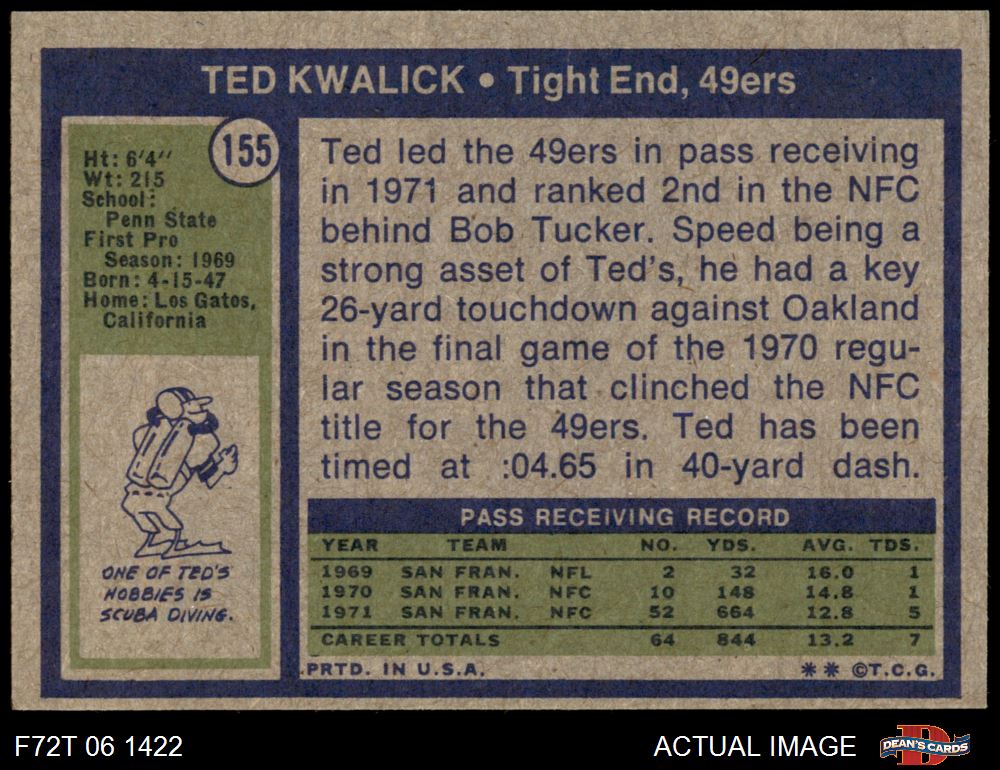 TED KWALICK • Tight End, 49ers
155
Ht: 6'4''
Wt: 215
School:
Penn State
First Pro
Season: 1969
Born: 4-15-47
Home: Los Gatos,
California
ONE OF TED'S
HOBBIES IS
SCUBA DIVING.
Ted led the 49ers in pass receiving
in 1971 and ranked 2nd in the NFC
behind Bob Tucker. Speed being a
strong asset of Ted's, he had a key
26-yard touchdown against Oakland
in the final game of the 1970 regu-
lar season that clinched the NFC
title for the 49ers. Ted has been
timed at :04.65 in 40-yard dash.
PASS RECEIVING RECORD
YEAR TEAM NO. YDS. AVG. TDS.
1969 SAN FRAN. NFL 2 32 16.0 1
1970 SAN FRAN. NFC 10 148 14.8 1
1971 SAN FRAN. NFC 52 664 12.8 5
CAREER TOTALS 64 844 13.2 7
PRTD. IN U.S.A. ** ©T.C.G.
F72T 06 1422 ACTUAL IMAGE DEAN'S CARDS